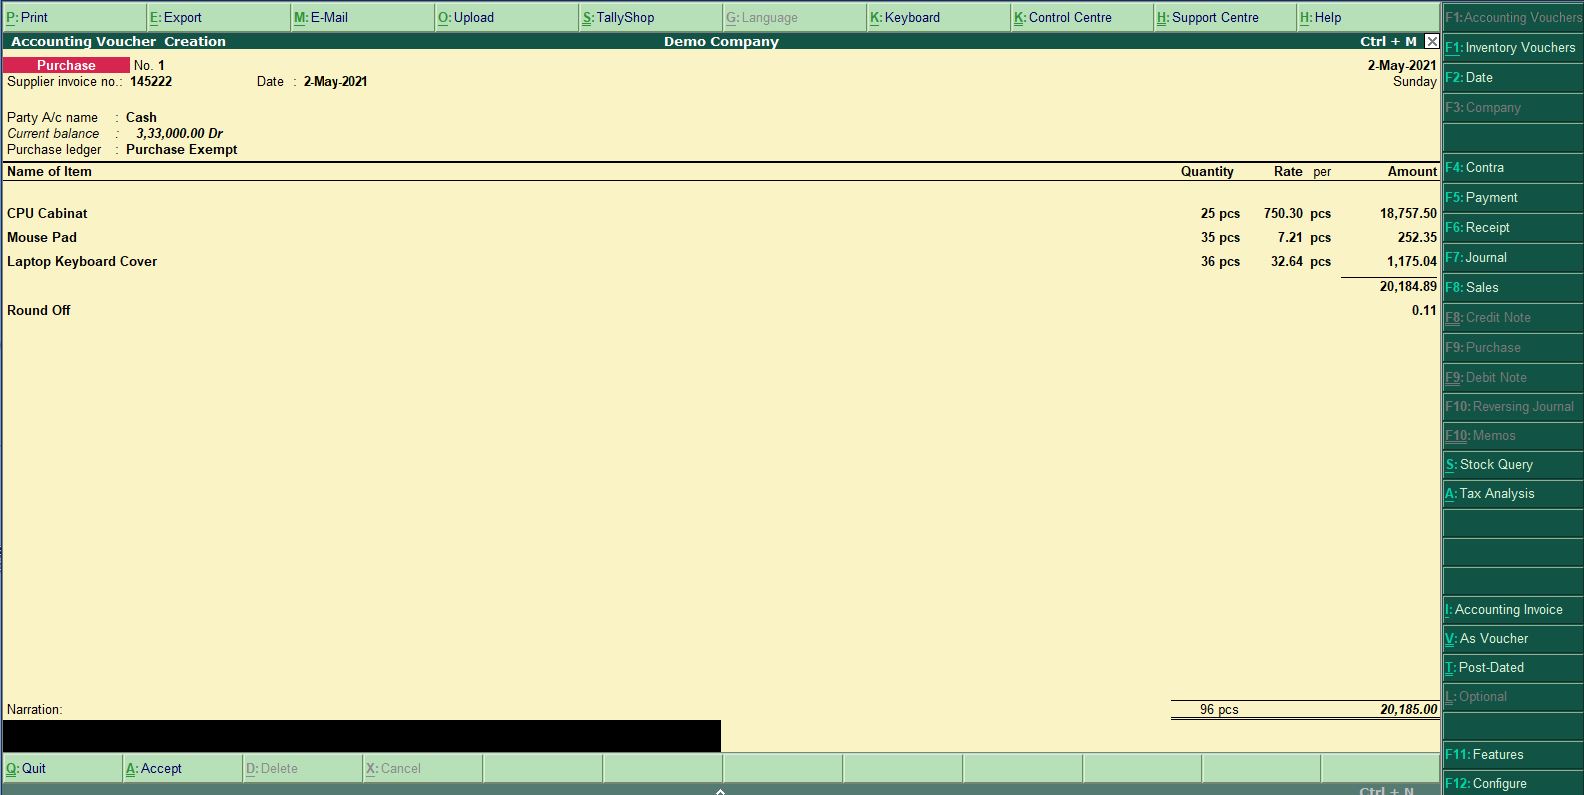 P: Print E: Export M: E-Mail O: Upload S: TallyShop G: Language K: Keyboard K: Control Centre H: Support Centre H: Help
Accounting Voucher Creation Demo Company Ctrl + M
Purchase No. 1 2-May-2021
Supplier invoice no.: 145222 Date : 2-May-2021 Sunday
Party A/c name : Cash
Current balance : 3,33,000.00 Dr
Purchase ledger : Purchase Exempt
Name of Item Quantity Rate per Amount
CPU Cabinat 25 pcs 750.30 pcs 18,757.50
Mouse Pad 35 pcs 7.21 pcs 252.35
Laptop Keyboard Cover 36 pcs 32.64 pcs 1,175.04
20,184.89
Round Off 0.11
Narration: 96 pcs 20,185.00
Q: Quit A: Accept D: Delete X: Cancel
Ctrl + N
F1: Accounting Vouchers
F1: Inventory Vouchers
F2: Date
F3: Company
F4: Contra
F5: Payment
F6: Receipt
F7: Journal
F8: Sales
F8: Credit Note
F9: Purchase
F9: Debit Note
F10: Reversing Journal
F10: Memos
S: Stock Query
A: Tax Analysis
I: Accounting Invoice
V: As Voucher
T: Post-Dated
L: Optional
F11: Features
F12: Configure